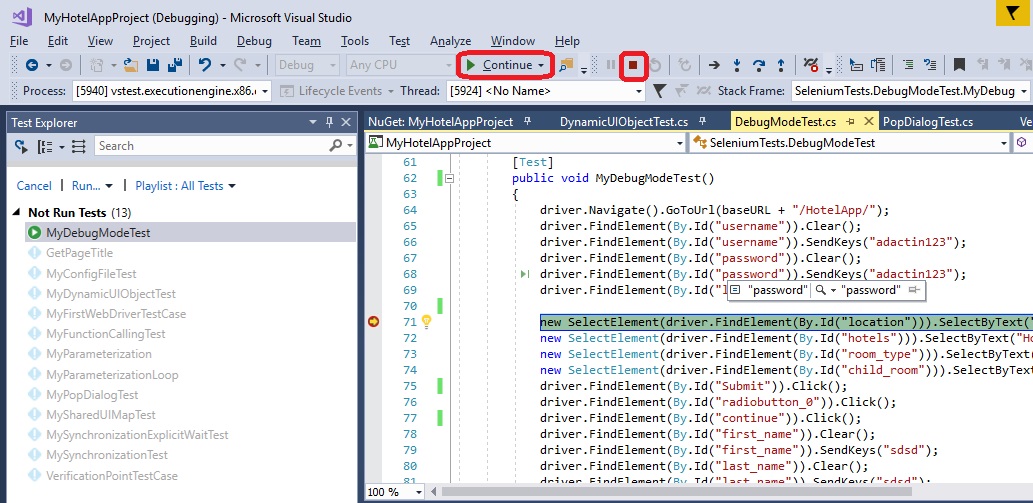 MyHotelAppProject (Debugging) - Microsoft Visual Studio
File Edit View Project Build Debug Team Tools Test Analyze Window Help
Debug Any CPU Continue
Process: [5940] vstest.executionengine.x86. Lifecycle Events Thread: [5924] <No Name> Stack Frame: SeleniumTests.DebugModeTest.MyDebug
Test Explorer
Search
Cancel Run... Playlist : All Tests
Not Run Tests (13)
MyDebugModeTest
GetPageTitle
MyConfigFileTest
MyDynamicUIObjectTest
MyFirstWebDriverTestCase
MyFunctionCallingTest
MyParameterization
MyParameterizationLoop
MyPopDialogTest
MySharedUIMapTest
MySynchronizationExplicitWaitTest
MySynchronizationTest
VerificationPointTestCase
NuGet: MyHotelAppProject DynamicUIObjectTest.cs DebugModeTest.cs PopDialogTest.cs Ve
MyHotelAppProject SeleniumTests.DebugModeTest
61 [Test]
62 public void MyDebugModeTest()
63 {
64 driver.Navigate().GoToUrl(baseURL + "/HotelApp/");
65 driver.FindElement(By.Id("username")).Clear();
66 driver.FindElement(By.Id("username")).SendKeys("adactin123");
67 driver.FindElement(By.Id("password")).Clear();
68 driver.FindElement(By.Id("password")).SendKeys("adactin123");
69 driver.FindElement(By.Id("l
"password" "password"
70
71 new SelectElement(driver.FindElement(By.Id("location"))).SelectByText("
72 new SelectElement(driver.FindElement(By.Id("hotels"))).SelectByText("Ho
73 new SelectElement(driver.FindElement(By.Id("room_type"))).SelectByText(
74 new SelectElement(driver.FindElement(By.Id("child_room"))).SelectByText
75 driver.FindElement(By.Id("Submit")).Click();
76 driver.FindElement(By.Id("radiobutton_0")).Click();
77 driver.FindElement(By.Id("continue")).Click();
78 driver.FindElement(By.Id("first_name")).Clear();
79 driver.FindElement(By.Id("first_name")).SendKeys("sdsd");
80 driver.FindElement(By.Id("last_name")).Clear();
81 driver.FindElement(By.Id("last_name")).SendKeys("sdsd");
100 %